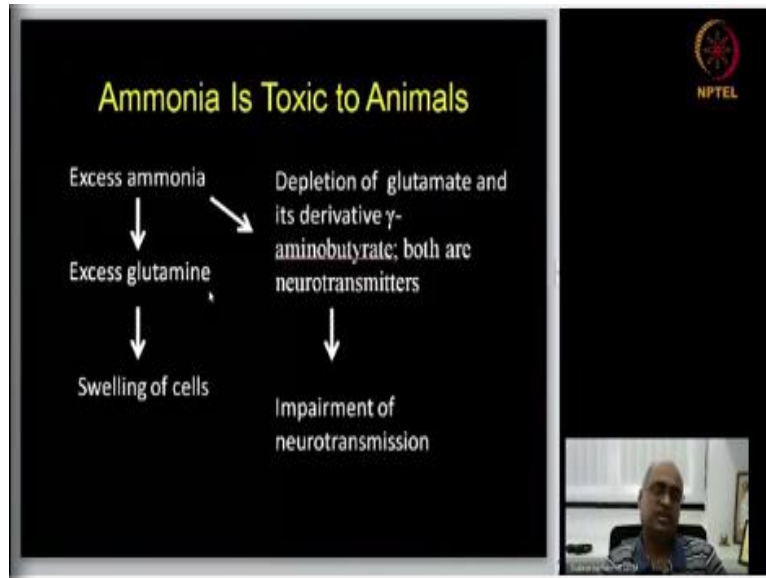 Ammonia Is Toxic to Animals
Excess ammonia
Excess glutamine
Swelling of cells
Depletion of glutamate and
its derivative γ-
aminobutyrate; both are
neurotransmitters
Impairment of
neurotransmission
NPTEL